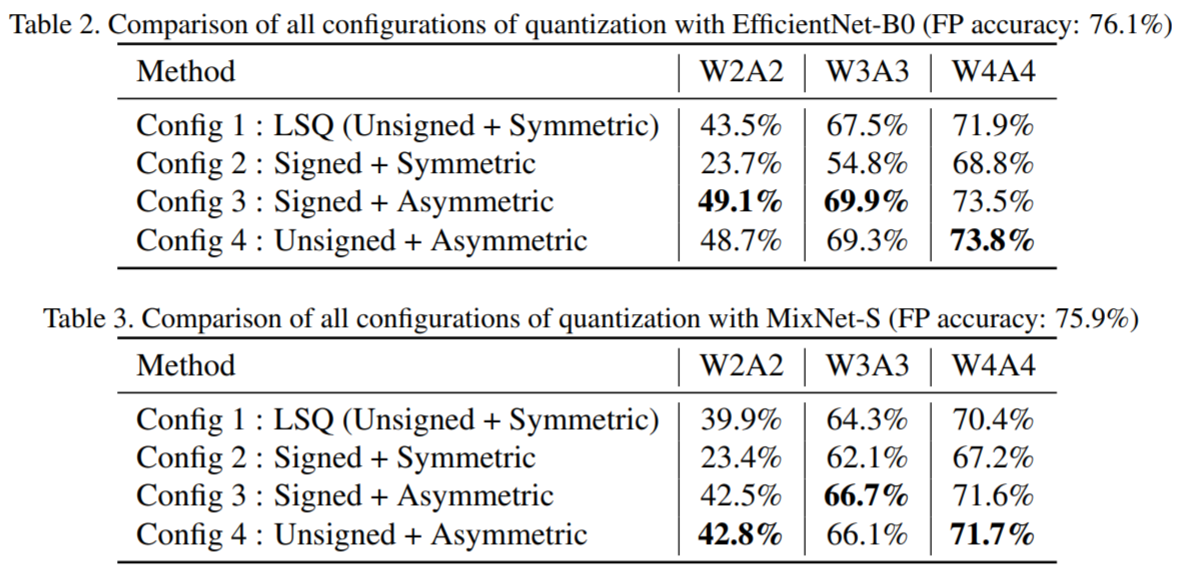 Table 2. Comparison of all configurations of quantization with EfficientNet-B0 (FP accuracy: 76.1%)
Method W2A2 W3A3 W4A4
Config 1 : LSQ (Unsigned + Symmetric) 43.5% 67.5% 71.9%
Config 2 : Signed + Symmetric 23.7% 54.8% 68.8%
Config 3 : Signed + Asymmetric 49.1% 69.9% 73.5%
Config 4 : Unsigned + Asymmetric 48.7% 69.3% 73.8%
Table 3. Comparison of all configurations of quantization with MixNet-S (FP accuracy: 75.9%)
Method W2A2 W3A3 W4A4
Config 1 : LSQ (Unsigned + Symmetric) 39.9% 64.3% 70.4%
Config 2 : Signed + Symmetric 23.4% 62.1% 67.2%
Config 3 : Signed + Asymmetric 42.5% 66.7% 71.6%
Config 4 : Unsigned + Asymmetric 42.8% 66.1% 71.7%